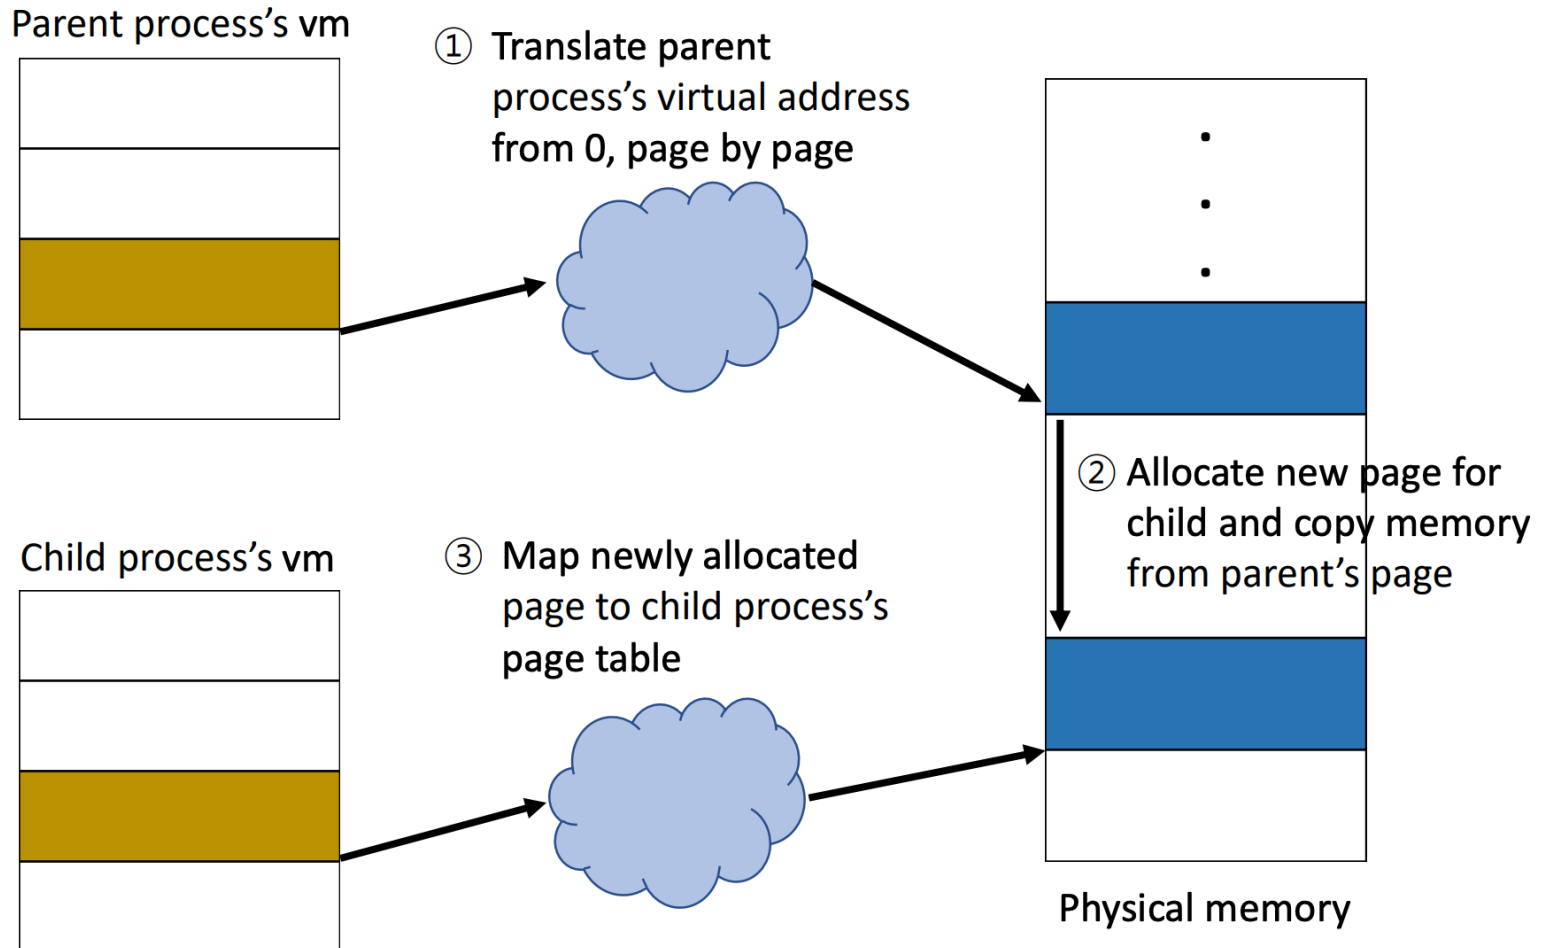 Parent process’s vm
① Translate parent
process’s virtual address
from 0, page by page
② Allocate new page for
child and copy memory
from parent’s page
Child process’s vm
③ Map newly allocated
page to child process’s
page table
Physical memory